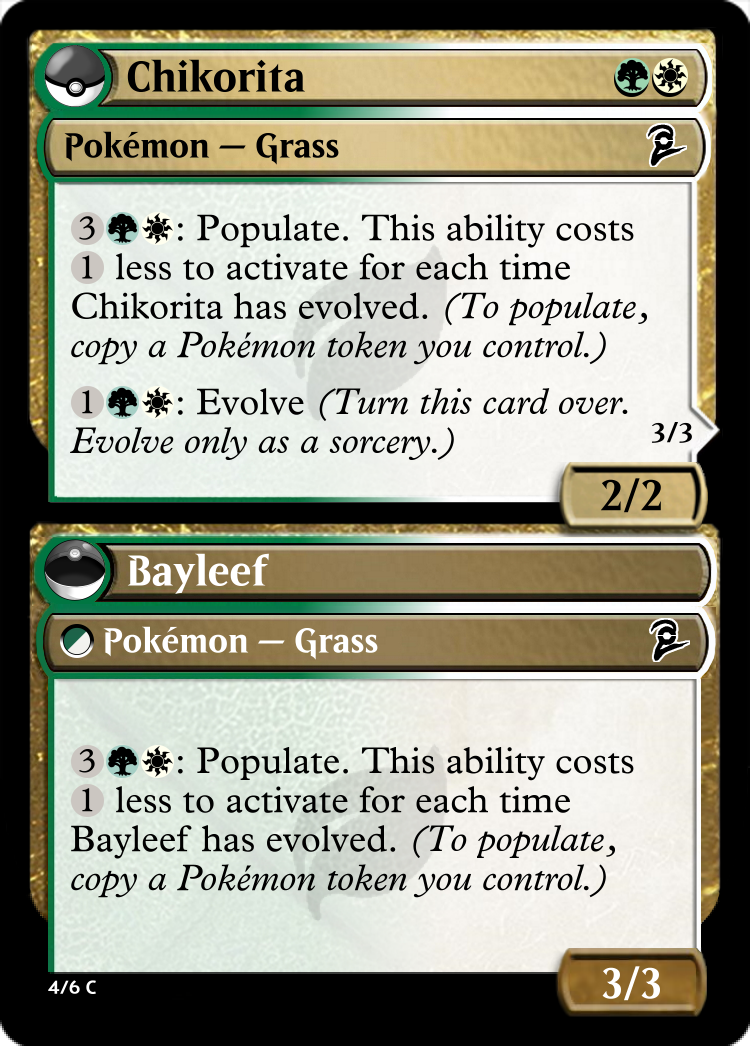 Chikorita
Pokémon — Grass
3: Populate. This ability costs
1 less to activate for each time
Chikorita has evolved. (To populate,
copy a Pokémon token you control.)
1: Evolve (Turn this card over.
Evolve only as a sorcery.)
3/3
2/2
Bayleef
Pokémon — Grass
3: Populate. This ability costs
1 less to activate for each time
Bayleef has evolved. (To populate,
copy a Pokémon token you control.)
3/3
4/6 C